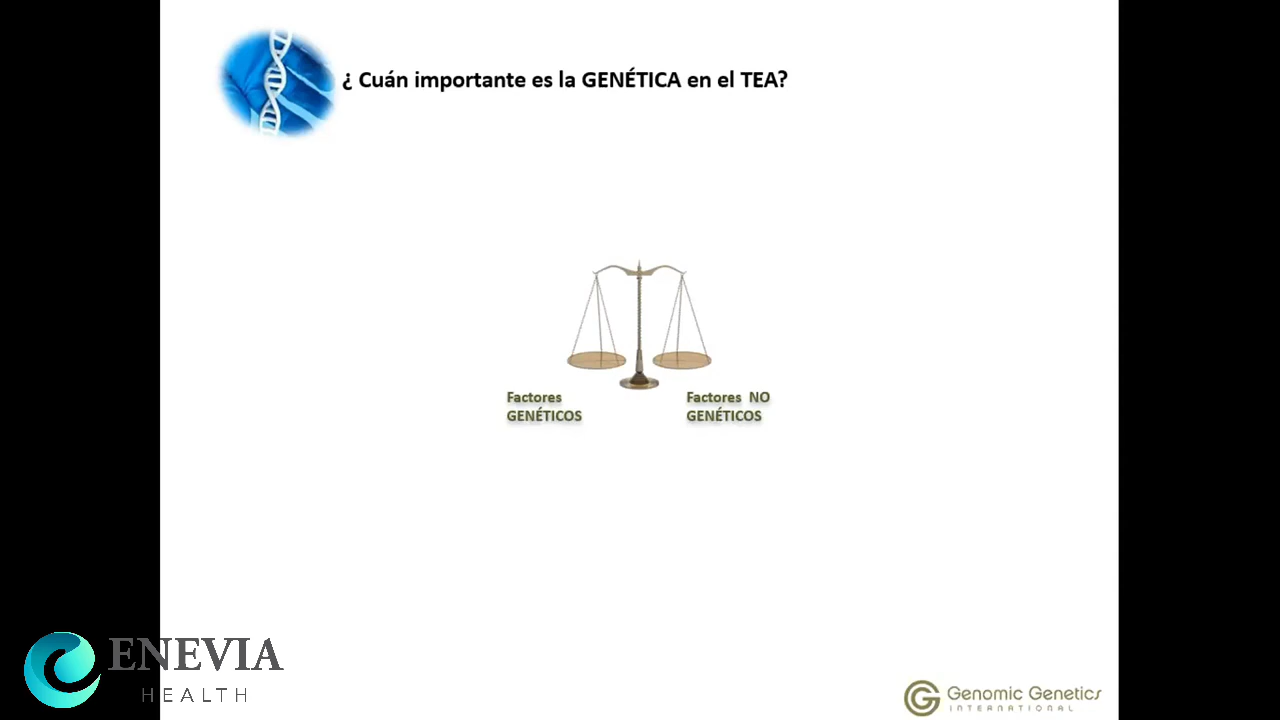 ¿ Cuán importante es la GENÉTICA en el TEA?
Factores
GENÉTICOS
Factores NO
GENÉTICOS
ENEVIA
HEALTH
Genomic Genetics
INTERNATIONAL